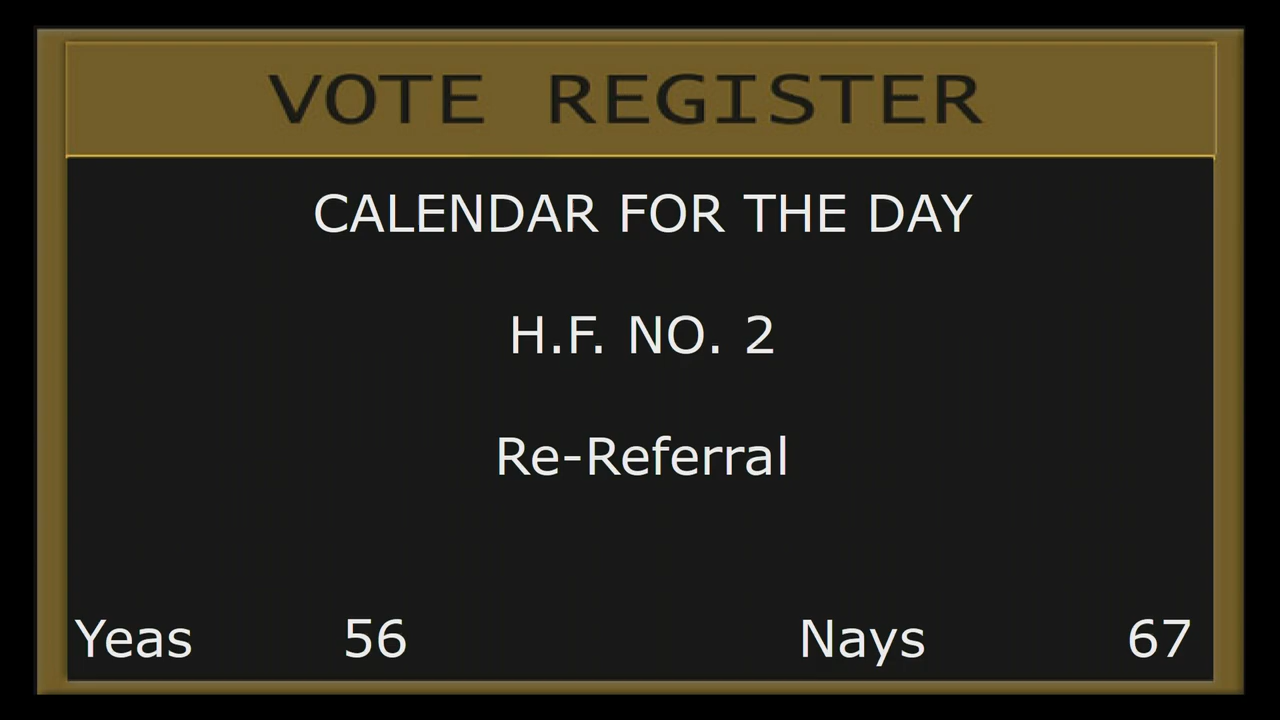 VOTE REGISTER
CALENDAR FOR THE DAY
H.F. NO. 2
Re-Referral
Yeas 56 Nays 67